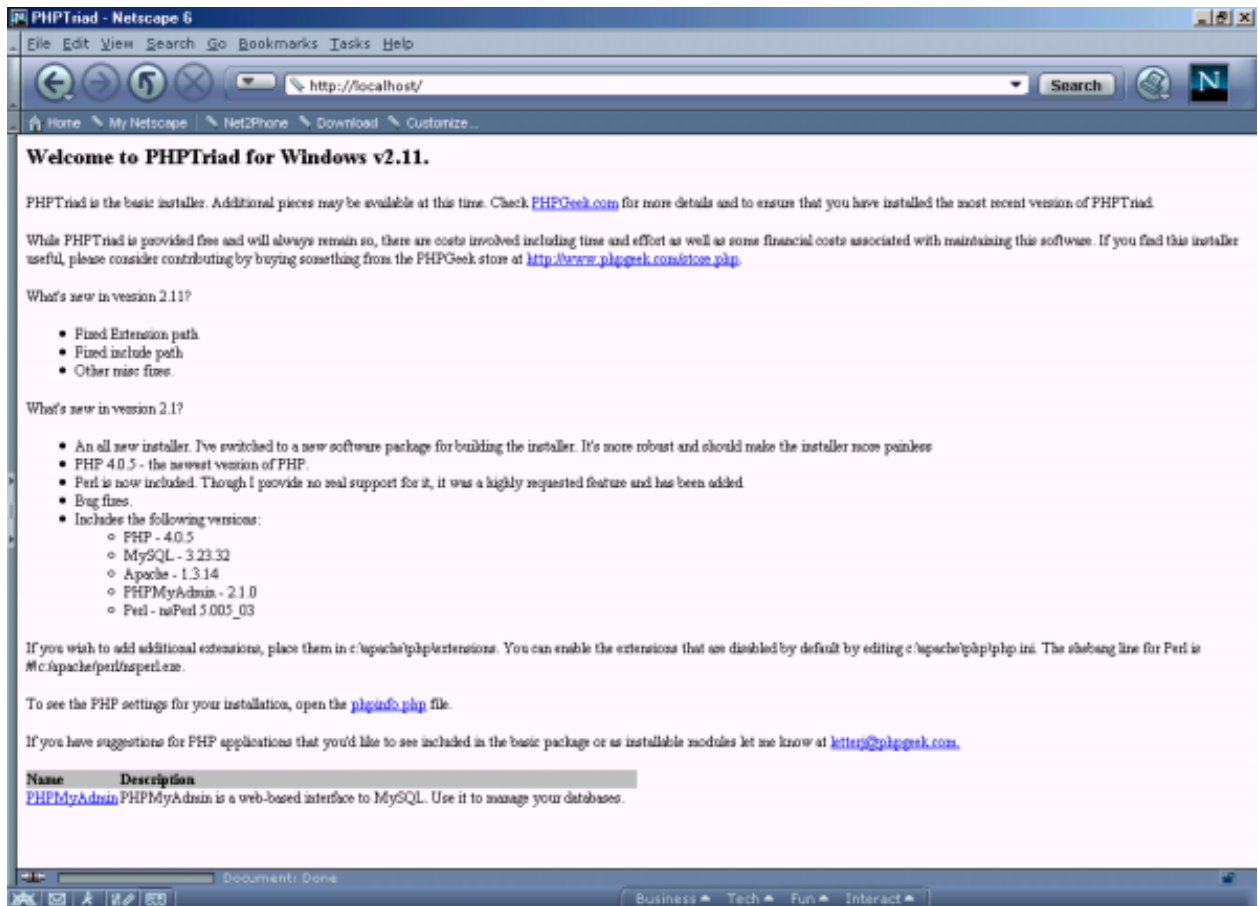 PHPTriad - Netscape 6
File Edit View Search Go Bookmarks Tasks Help
http://localhost/
Search
N
Home My Netscape Net2Phone Download Customize...
Welcome to PHPTriad for Windows v2.11.
PHPTriad is the basic installer. Additional pieces may be available at this time. Check PHPGeek.com for more details and to ensure that you have installed the most recent version of PHPTriad.
While PHPTriad is provided free and will always remain so, there are costs involved including time and effort as well as some financial costs associated with maintaining this software. If you find this installer
useful, please consider contributing by buying something from the PHPGeek store at http://www.phpgeek.com/store.php.
What's new in version 2.11?
Fixed Extension path
Fixed include path
Other misc fixes.
What's new in version 2.1?
An all new installer. I've switched to a new software package for building the installer. It's more robust and should make the installer more painless
PHP 4.0.5 - the newest version of PHP.
Perl is now included. Though I provide no real support for it, it was a highly requested feature and has been added
Bug fixes.
Includes the following versions:
PHP - 4.0.5
MySQL - 3.23.32
Apache - 1.3.14
PHPMyAdmin - 2.1.0
Perl - nsPerl 5.005_03
If you wish to add additional extensions, place them in c:\apache\php\extensions. You can enable the extensions that are disabled by default by editing c:\apache\php\php.ini. The shebang line for Perl is
#!c:/apache/perl/nsperl.exe.
To see the PHP settings for your installation, open the phpinfo.php file.
If you have suggestions for PHP applications that you'd like to see included in the basic package or as installable modules let me know at letterj@phpgeek.com.
Name Description
PHPMyAdmin PHPMyAdmin is a web-based interface to MySQL. Use it to manage your databases.
Document: Done
Business Tech Fun Interact